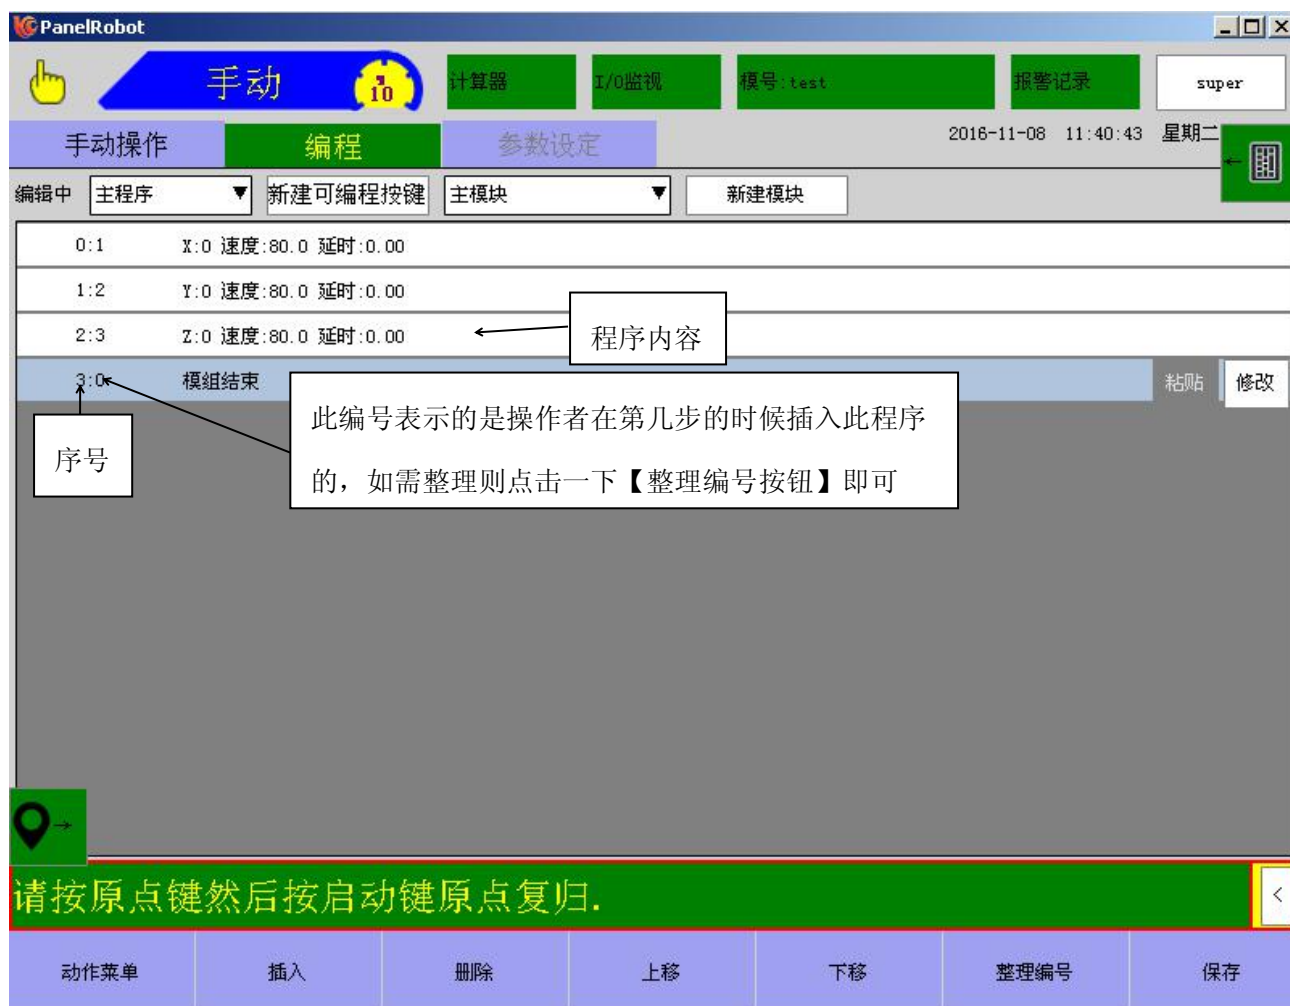 PanelRobot
手动
10
计算器
I/O监视
模号:test
报警记录
super
手动操作
编程
参数设定
2016-11-08 11:40:43 星期二
编辑中
主程序
新建可编程按键
主模块
新建模块
0:1 X:0 速度:80.0 延时:0.00
1:2 Y:0 速度:80.0 延时:0.00
2:3 Z:0 速度:80.0 延时:0.00
程序内容
3:0 模组结束
粘贴
修改
序号
此编号表示的是操作者在第几步的时候插入此程序
的，如需整理则点击一下【整理编号按钮】即可
请按原点键然后按启动键原点复归.
<
动作菜单
插入
删除
上移
下移
整理编号
保存